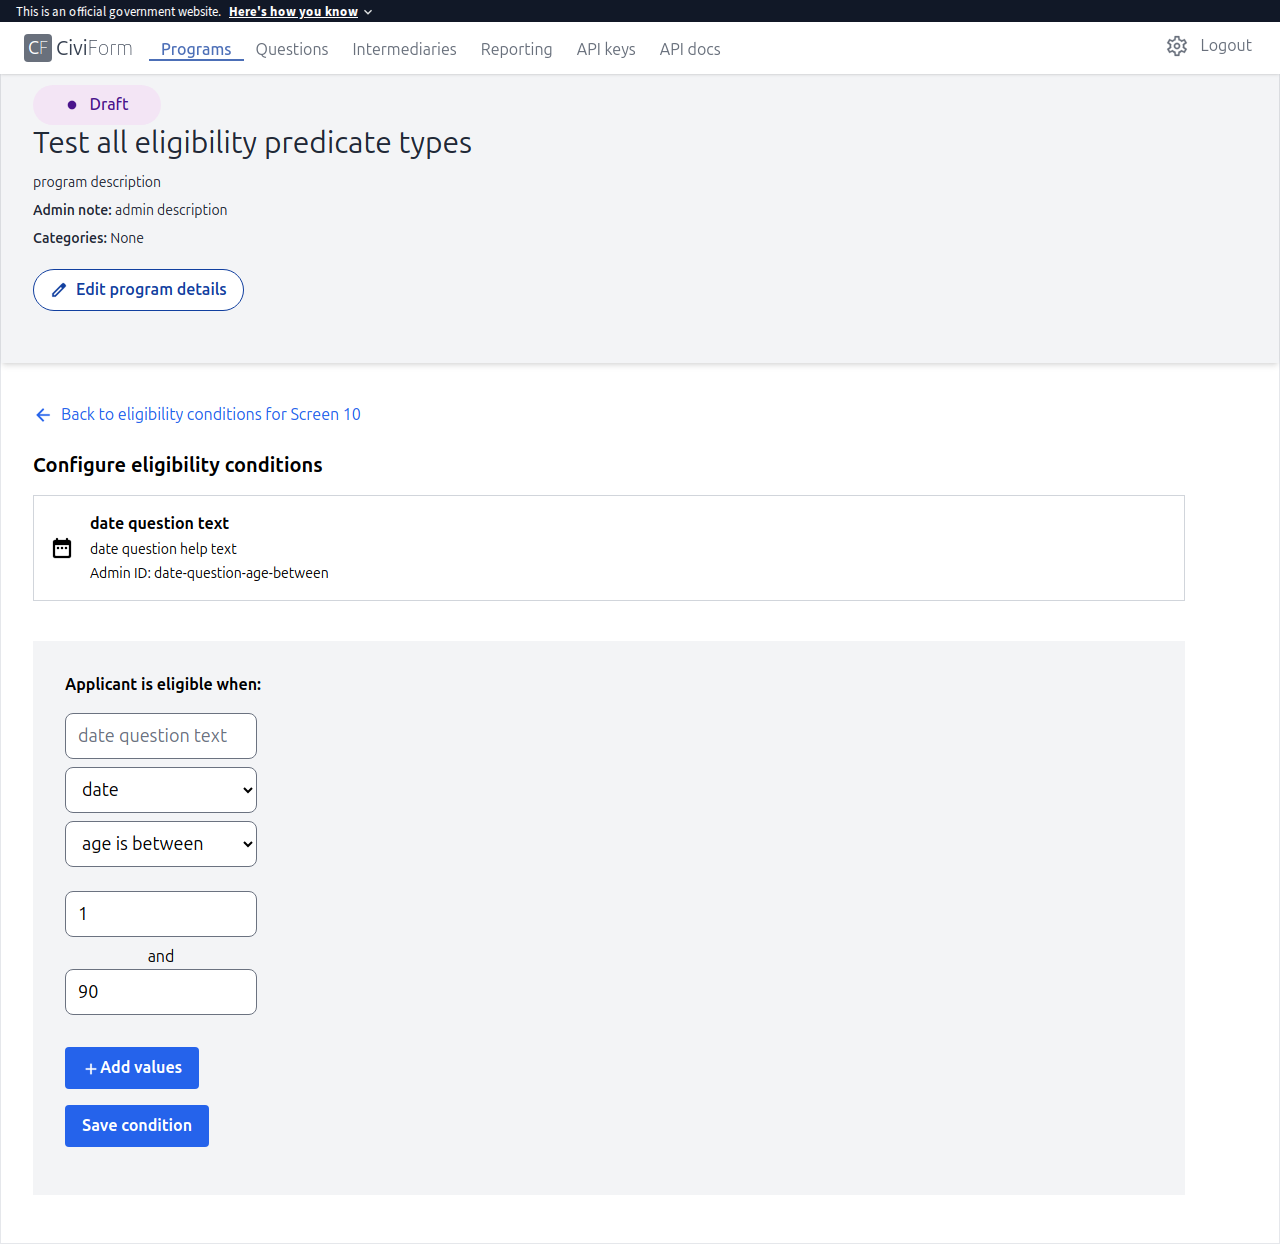 This is an official government website. Here's how you know
CF CiviForm Programs Questions Intermediaries Reporting API keys API docs Logout
Draft
Test all eligibility predicate types
program description
Admin note: admin description
Categories: None
Edit program details
Back to eligibility conditions for Screen 10
Configure eligibility conditions
date question text
date question help text
Admin ID: date-question-age-between
Applicant is eligible when:
date question text
date
age is between
1
and
90
+ Add values
Save condition